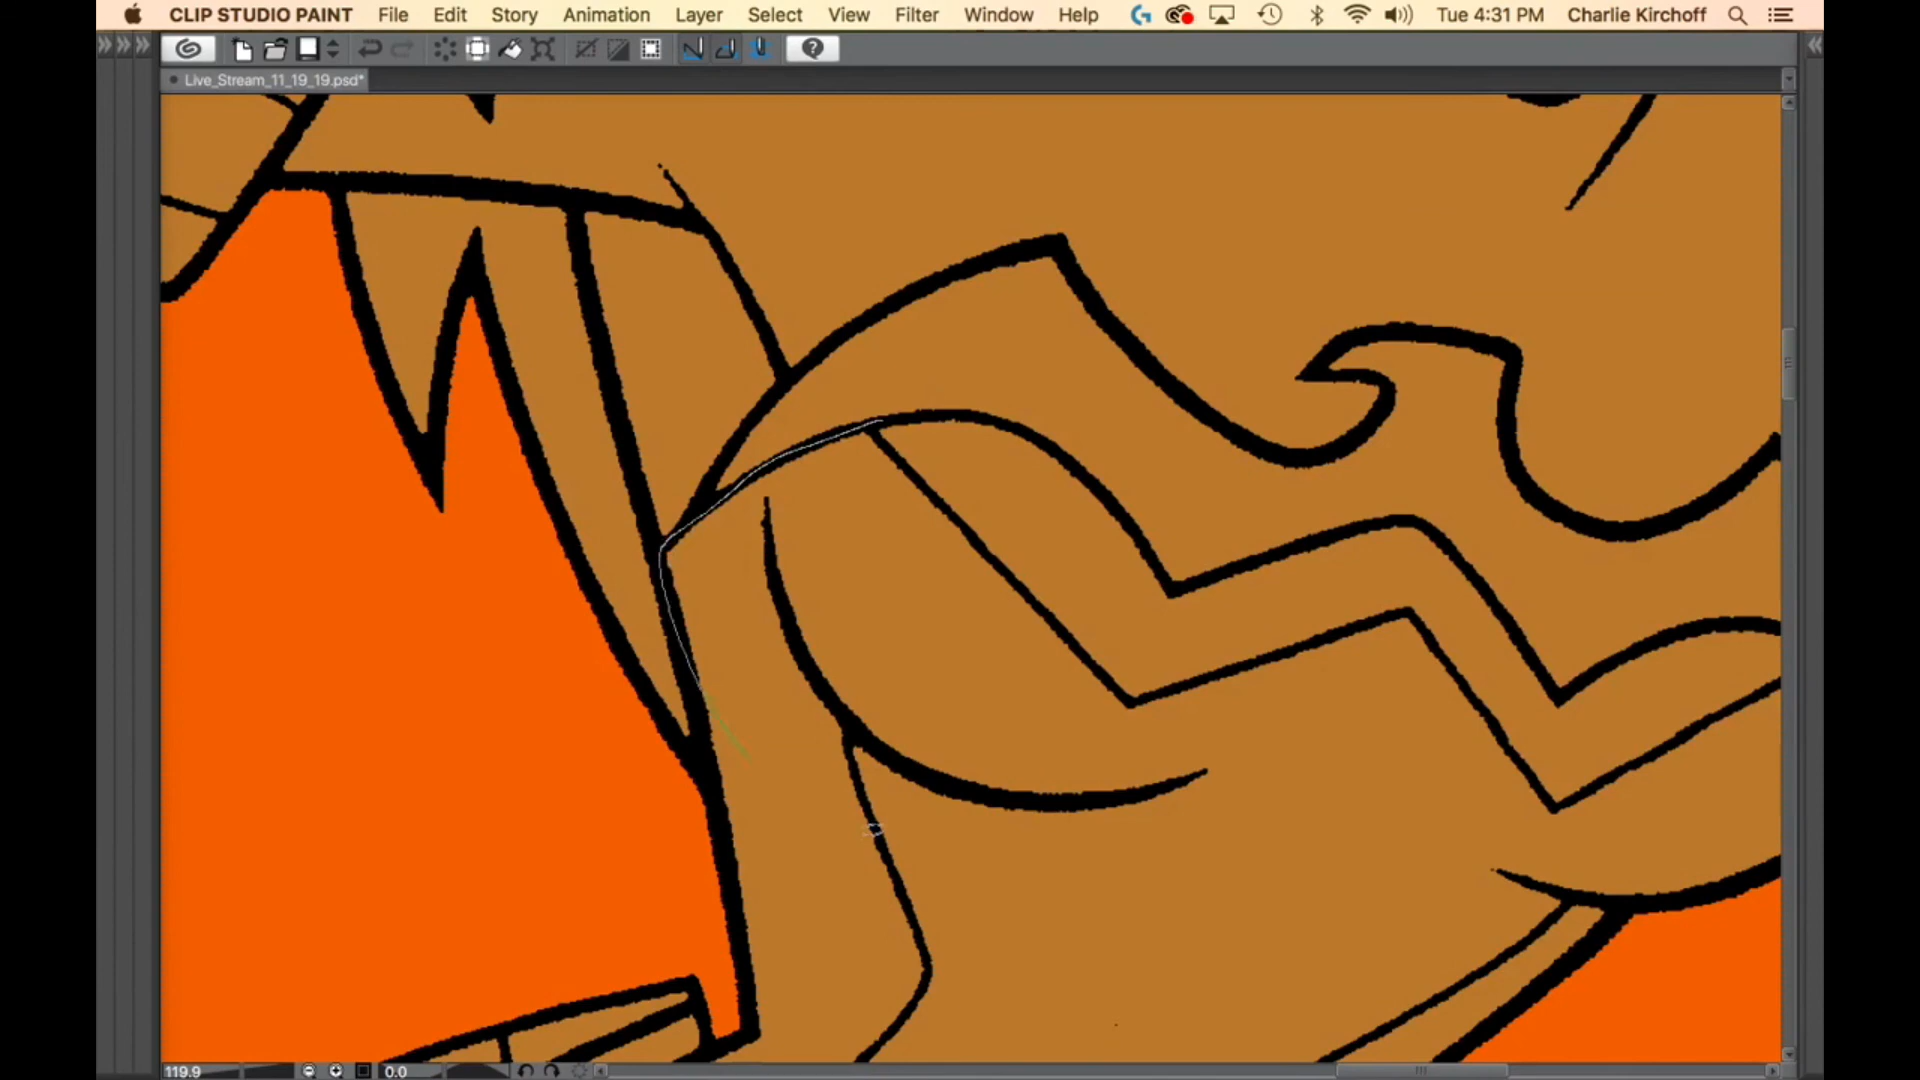 CLIP STUDIO PAINT File Edit Story Animation Layer Select View Filter Window Help Tue 4:31 PM Charlie Kirchoff
Live_Stream_11_19_19.psd*
119.9 0.0